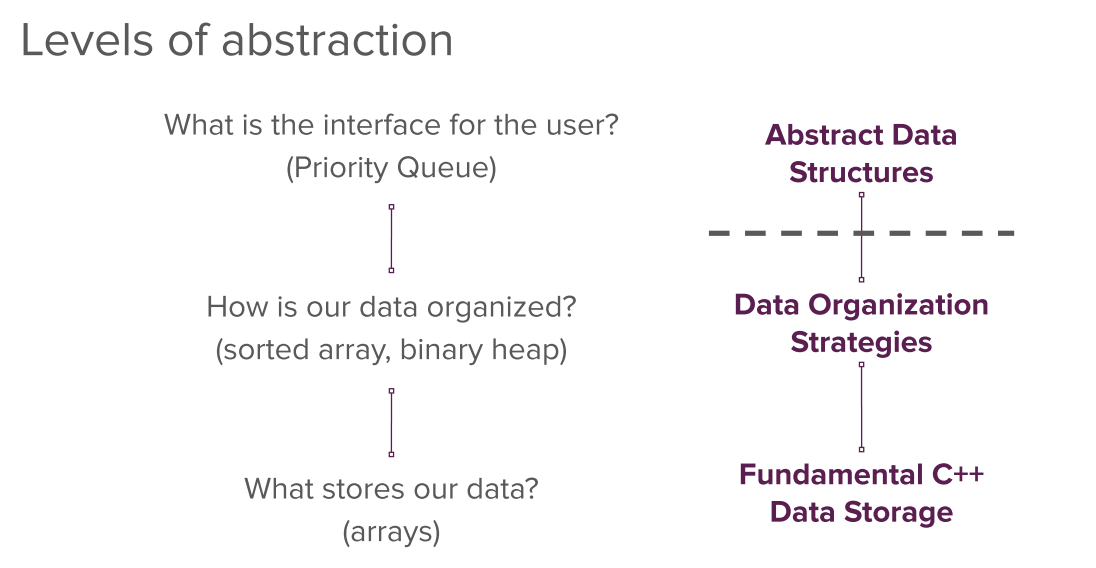 Levels of abstraction
What is the interface for the user?
(Priority Queue)
How is our data organized?
(sorted array, binary heap)
What stores our data?
(arrays)
Abstract Data
Structures
Data Organization
Strategies
Fundamental C++
Data Storage